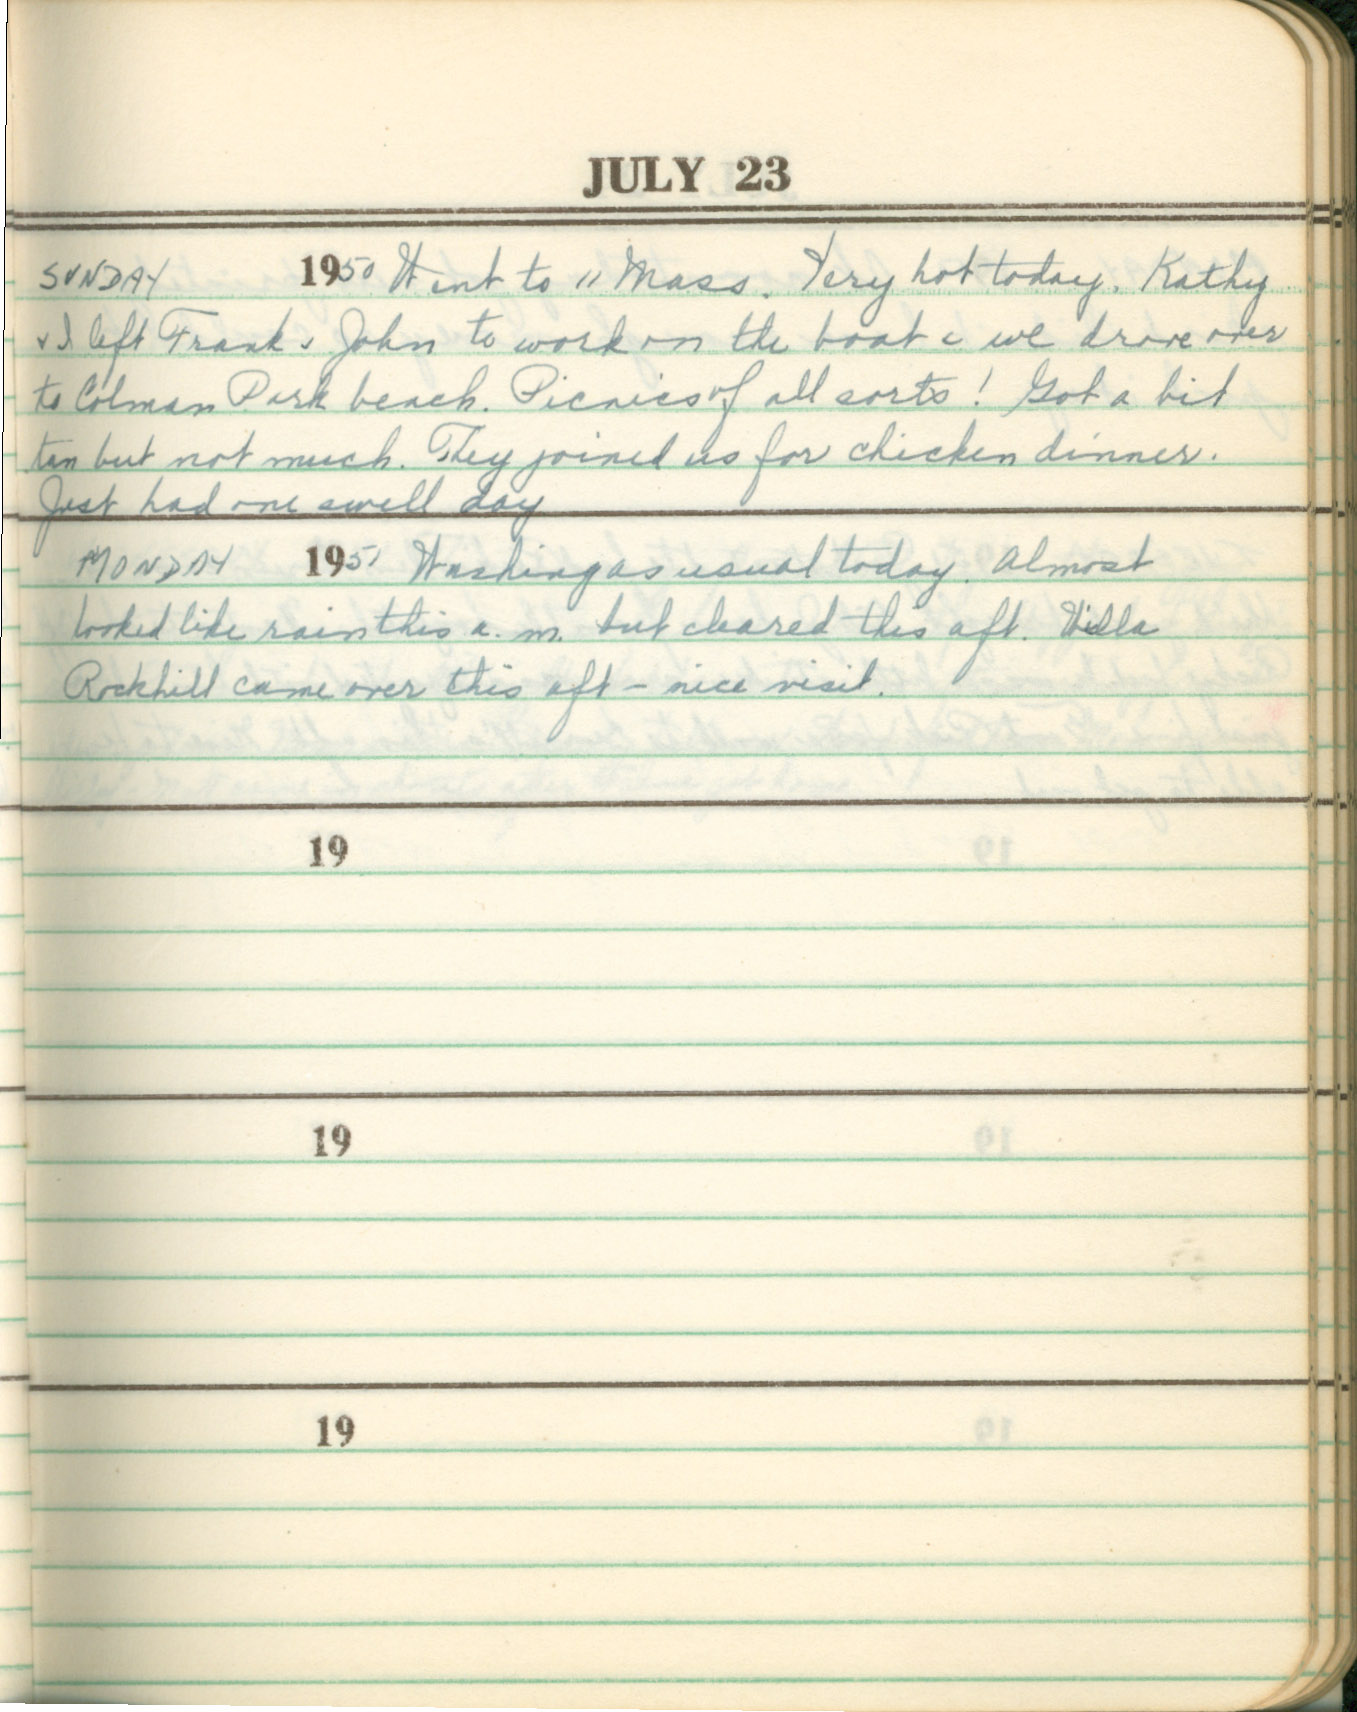 JULY 23
SUNDAY 1950 Went to 11 Mass. Very hot today. Kathy
& I left Frank & John to work on the boat & we drove over
to Colman Park beach. Picnics of all sorts! Got a bit
tan but not much. They joined us for chicken dinner.
Just had one swell day
MONDAY 1951 Washing as usual today. Almost
looked like rain this a.m. but cleared this aft. Willa
Rockhill came over this aft - nice visit.
19
19
19